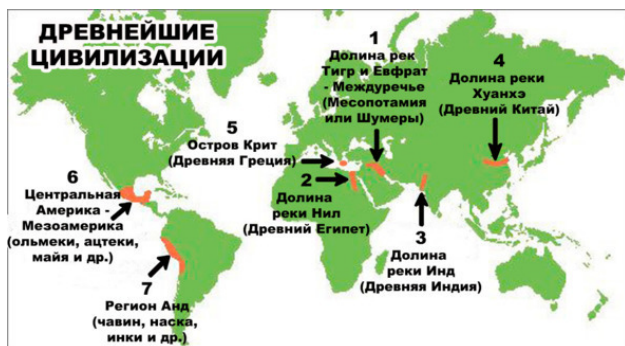 ДРЕВНЕЙШИЕ
ЦИВИЛИЗАЦИИ
1
Долина рек
Тигр и Евфрат
- Междуречье
(Месопотамия
или Шумеры)
4
Долина реки
Хуанхэ
(Древний Китай)
5
Остров Крит
(Древняя Греция)
2
Долина
реки Нил
(Древний Египет)
3
Долина
реки Инд
(Древняя Индия)
6
Центральная
Америка -
Мезоамерика
(ольмеки, ацтеки,
майя и др.)
7
Регион Анд
(чавин, наска,
инки и др.)